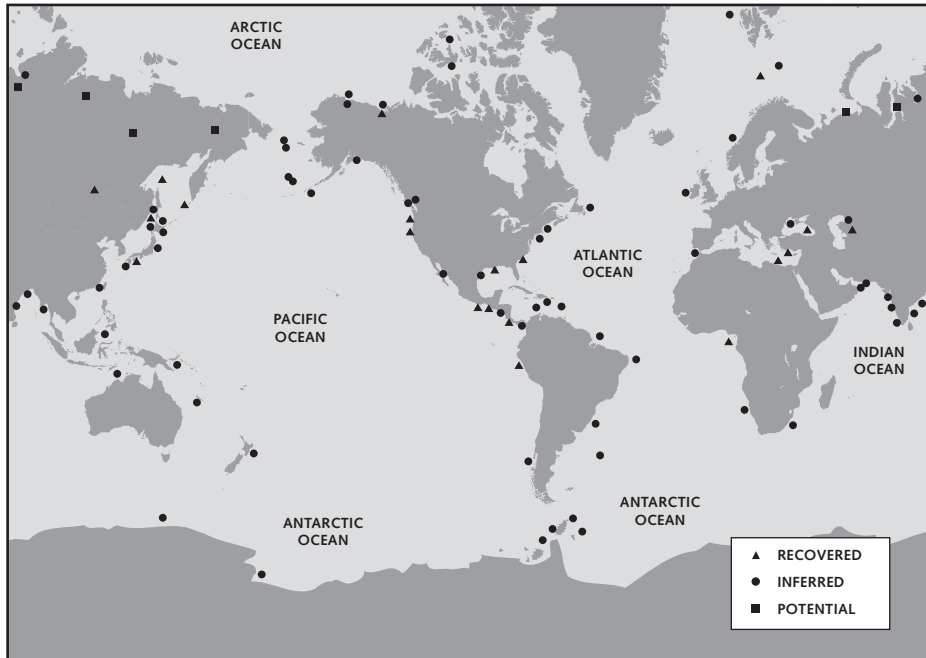 ARCTIC
OCEAN
ATLANTIC
OCEAN
PACIFIC
OCEAN
INDIAN
OCEAN
ANTARCTIC
OCEAN
ANTARCTIC
OCEAN
RECOVERED
INFERRED
POTENTIAL